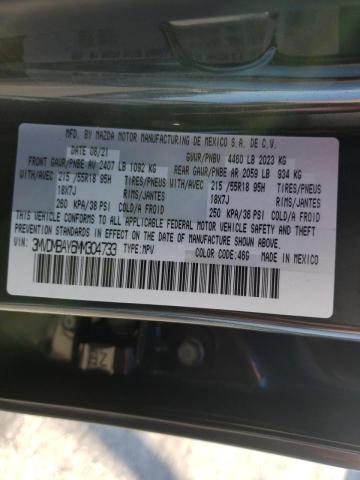 MFD. BY MAZDA MOTOR MANUFACTURING DE MEXICO S.A. DE C.V.
DATE 08/21 GVWR/PNBV 4460 LB 2023 KG
FRONT GAWR/PNBE AV 2407 LB 1092 KG REAR GAWR/PNBE AR 2059 LB 934 KG
WITH/AVEC 215 /55R18 95H TIRES/PNEUS WITH/AVEC 215 /55R18 95H TIRES/PNEUS
18X7J RIMS/JANTES 18X7J RIMS/JANTES
260 KPA/38 PSI COLD/A FROID 250 KPA/36 PSI COLD/A FROID
THIS VEHICLE CONFORMS TO ALL APPLICABLE FEDERAL MOTOR VEHICLE SAFETY AND THEFT
PREVENTION STANDARDS IN EFFECT ON THE DATE OF MANUFACTURE SHOWN ABOVE.
VIN: 3MVDMBAY6MM304733 TYPE: MPV COLOR CODE: 46G MADE IN MEXICO